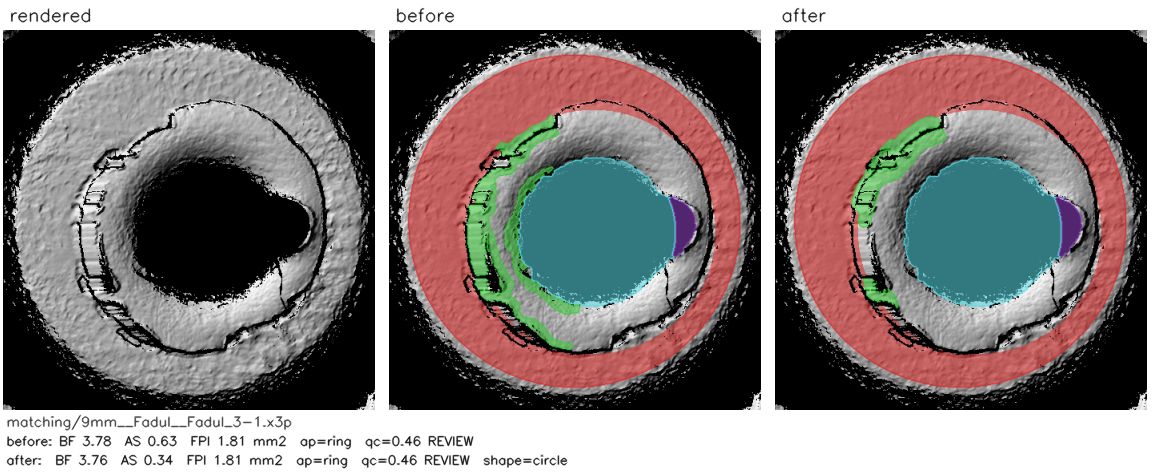 rendered before after
matching/9mm__Fadul__Fadul_3-1.x3p
before: BF 3.78 AS 0.63 FPI 1.81 mm2 ap=ring qc=0.46 REVIEW
after: BF 3.76 AS 0.34 FPI 1.81 mm2 ap=ring qc=0.46 REVIEW shape=circle